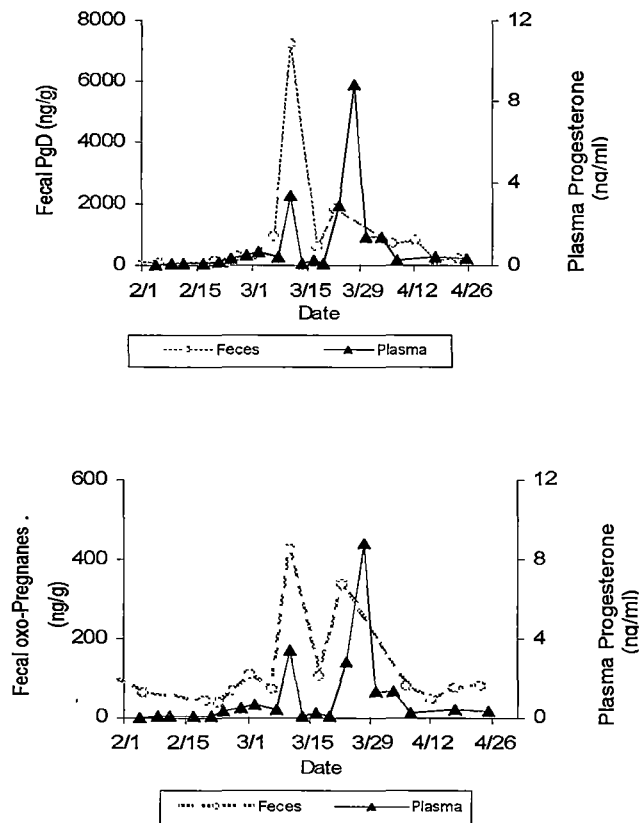 8000
6000
4000
2000
0
Fecal PgD (ng/g)
12
8
4
0
Plasma Progesterone
(nq/ml)
2/1 2/15 3/1 3/15 3/29 4/12 4/26
Date
Feces Plasma
600
400
200
0
Fecal oxo-Pregnanes .
(ng/g)
12
8
4
0
Plasma Progesterone
(nq/ml)
2/1 2/15 3/1 3/15 3/29 4/12 4/26
Date
Feces Plasma